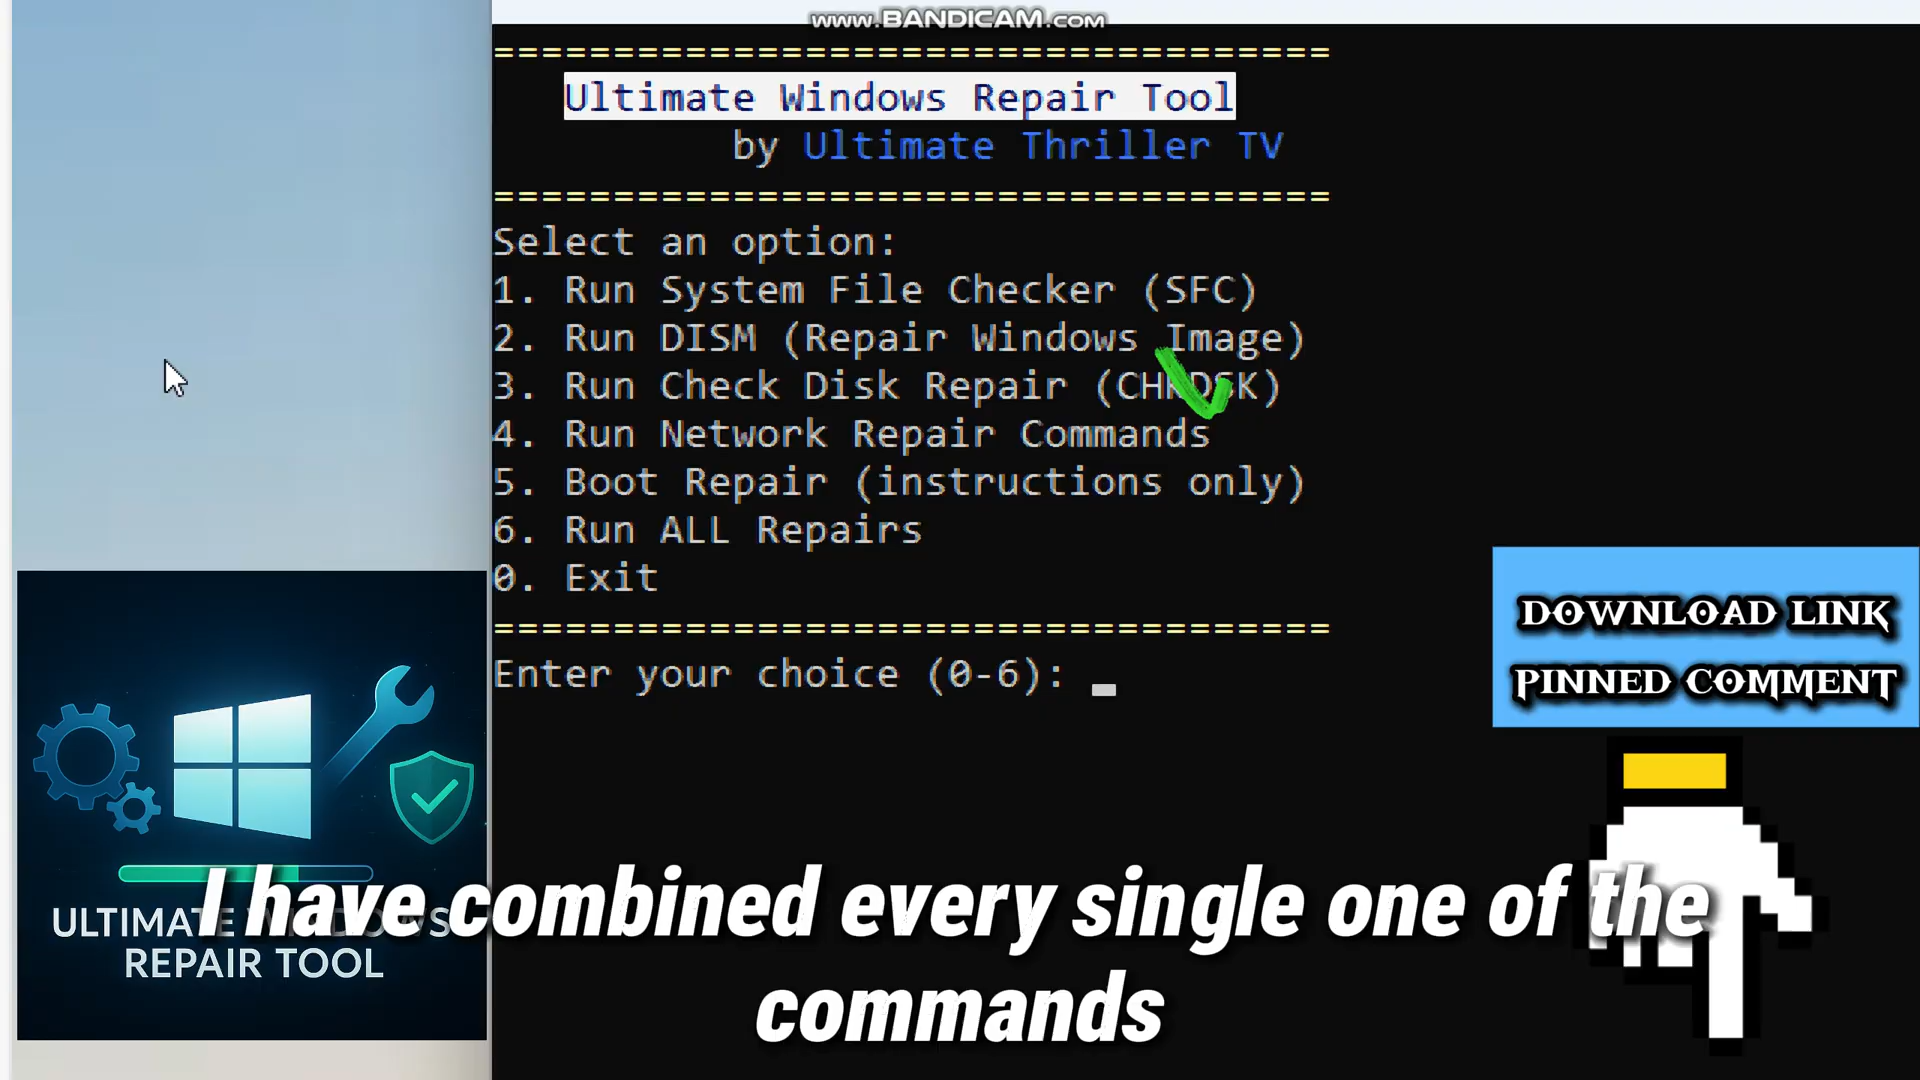 www.BANDICAM.com
===================================
Ultimate Windows Repair Tool
by Ultimate Thriller TV
===================================
Select an option:
1. Run System File Checker (SFC)
2. Run DISM (Repair Windows Image)
3. Run Check Disk Repair (CHKDSK)
4. Run Network Repair Commands
5. Boot Repair (instructions only)
6. Run ALL Repairs
0. Exit
===================================
Enter your choice (0-6): _
DOWNLOAD LINK
PINNED COMMENT
ULTIMATE WINDOWS
REPAIR TOOL
I have combined every single one of the
commands